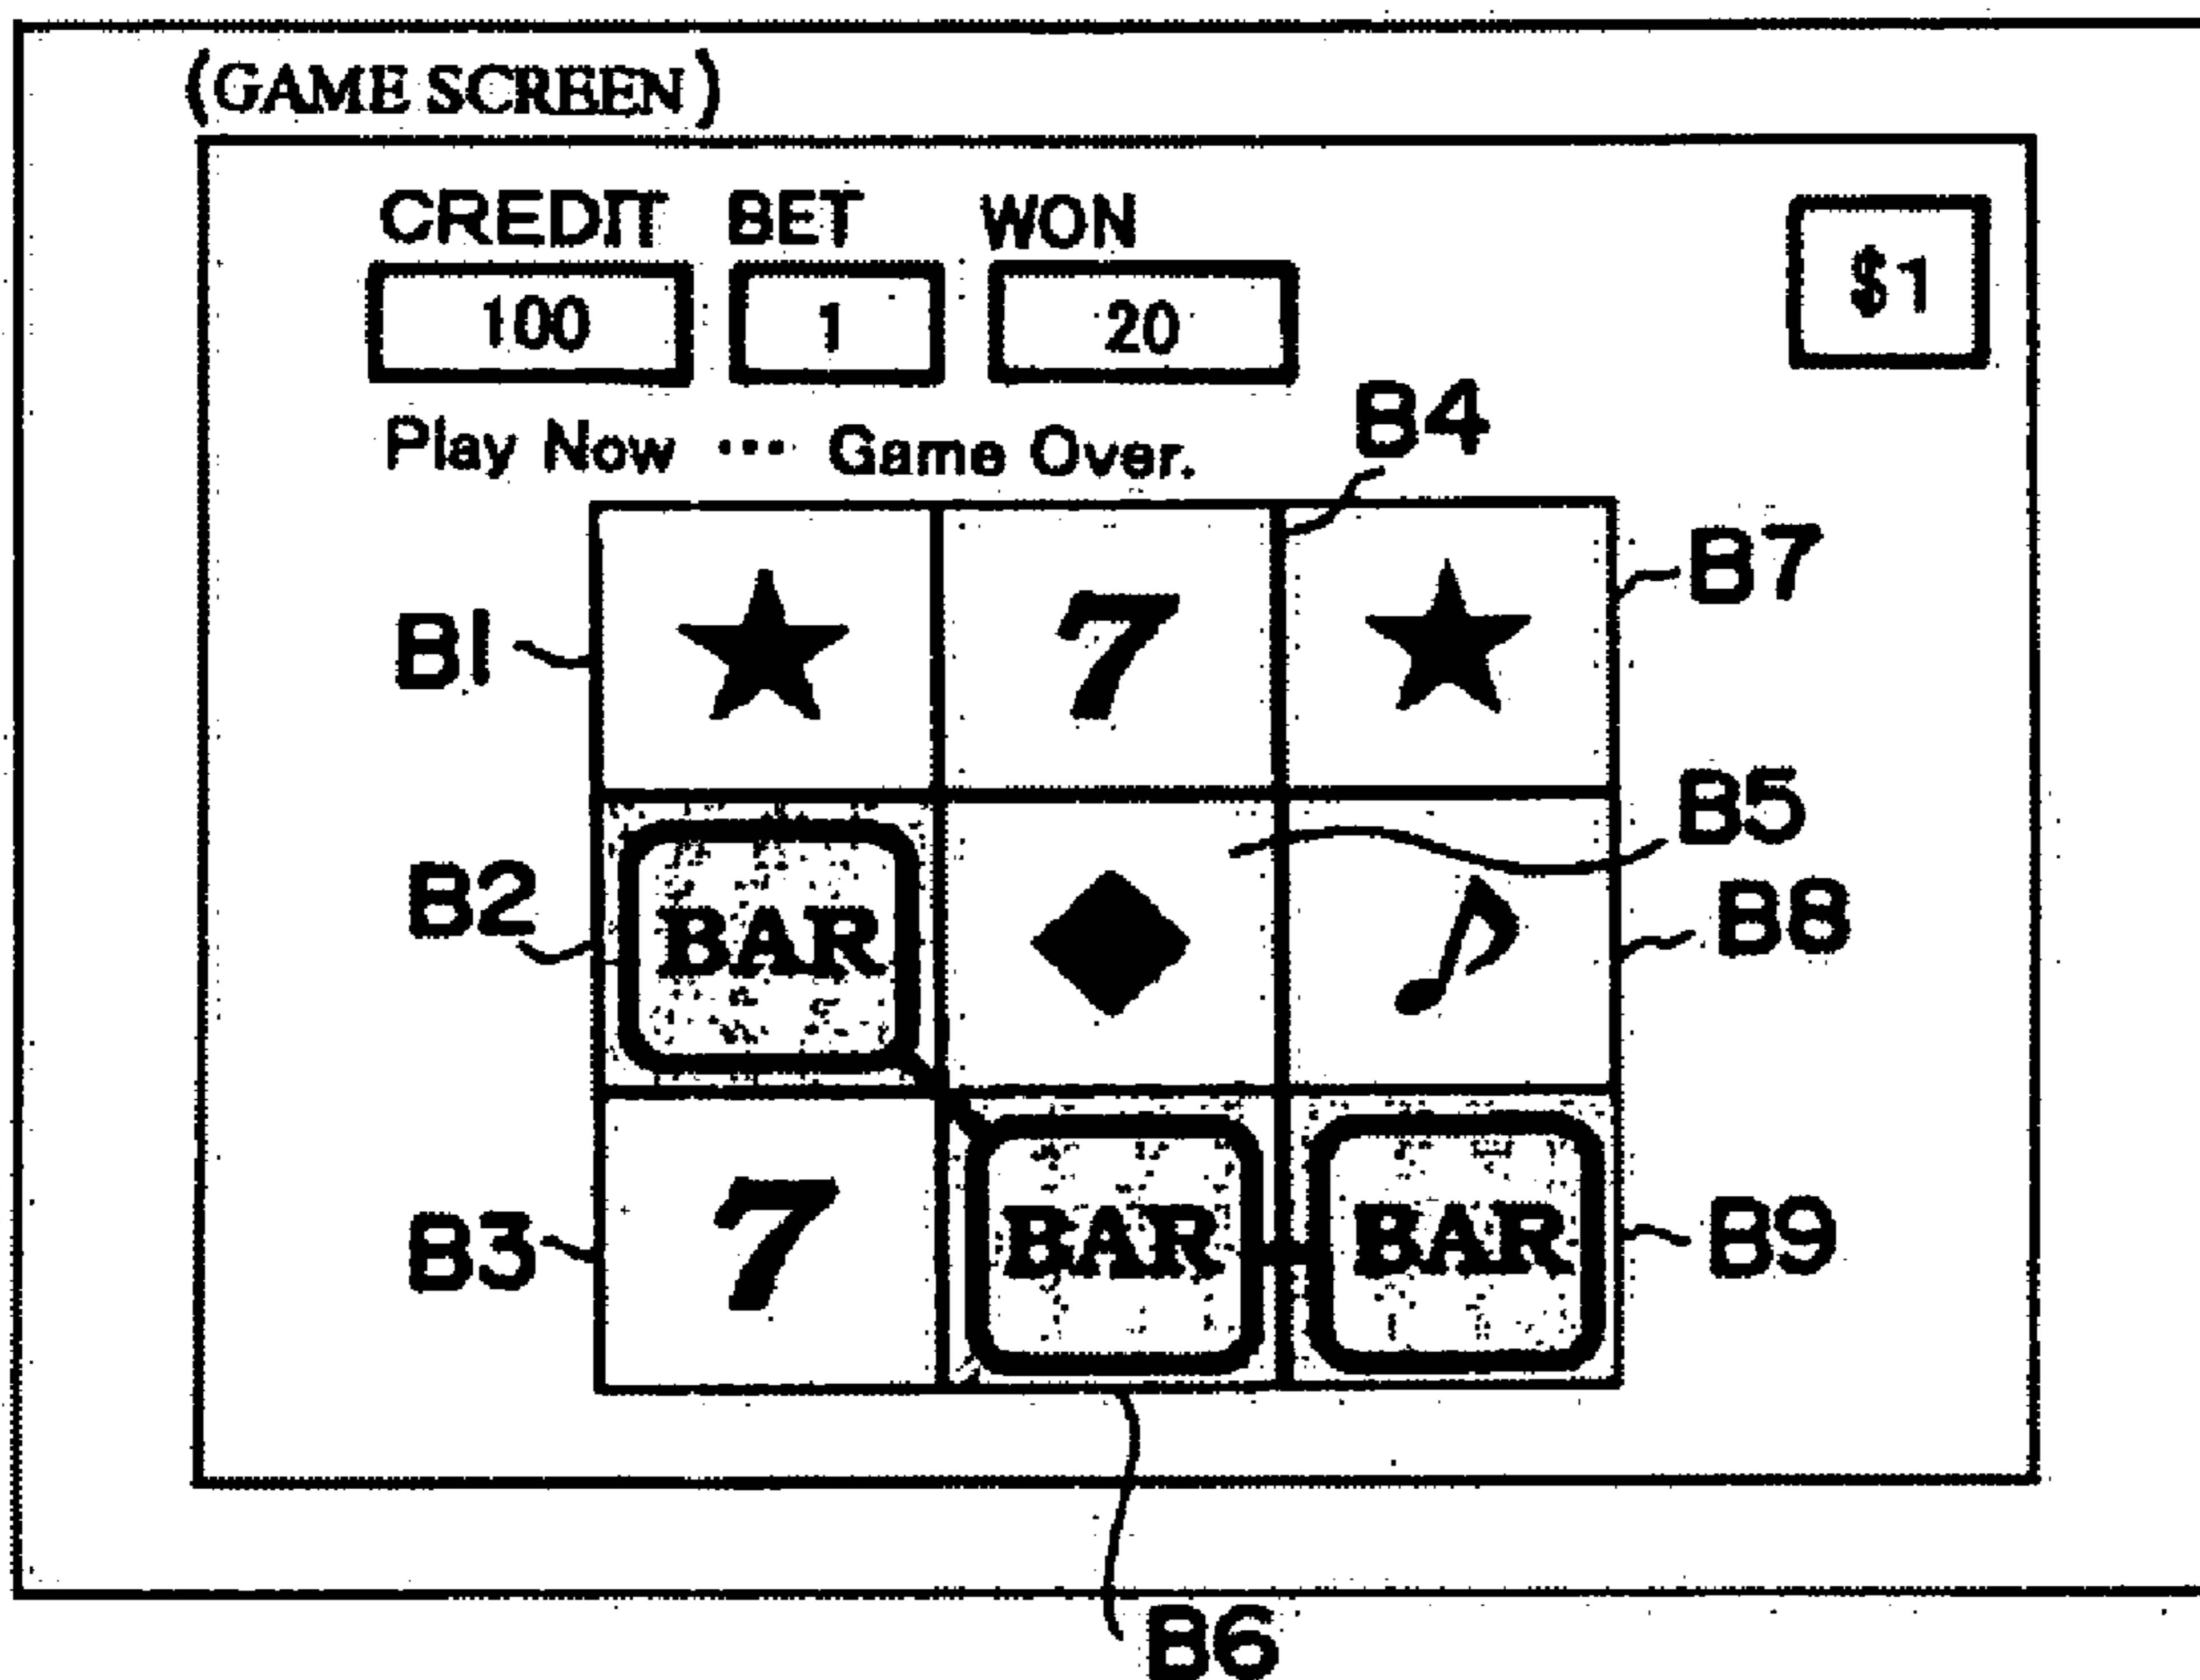 (GAME SCREEN)
CREDIT BET WON
$1
100 1 20
B4
Play Now ··· Game Over.
B7
B1 7
B5
B2 BAR B8
B3 7 BAR BAR B9
B6